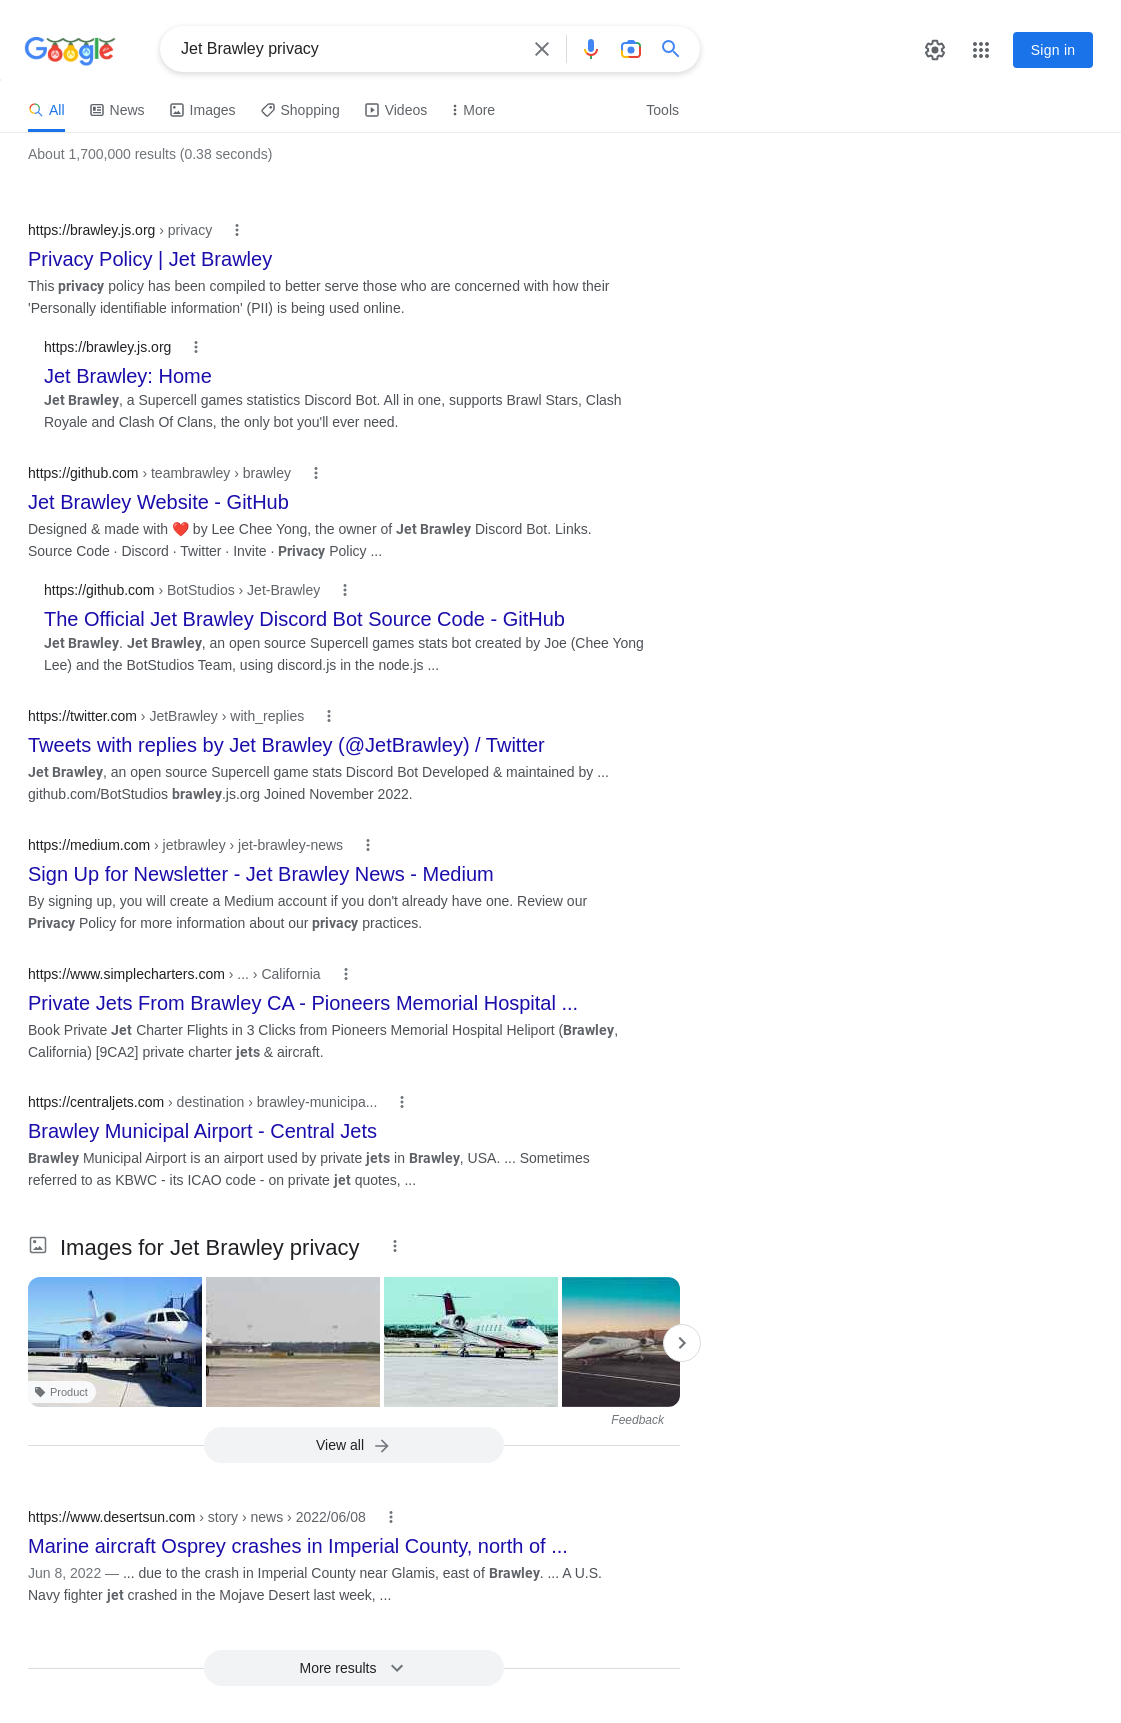 Google
Jet Brawley privacy
Sign in
All
News
Images
Shopping
Videos
More
Tools
About 1,700,000 results (0.38 seconds)
https://brawley.js.org › privacy
Privacy Policy | Jet Brawley
This privacy policy has been compiled to better serve those who are concerned with how their
'Personally identifiable information' (PII) is being used online.
https://brawley.js.org
Jet Brawley: Home
Jet Brawley, a Supercell games statistics Discord Bot. All in one, supports Brawl Stars, Clash
Royale and Clash Of Clans, the only bot you'll ever need.
https://github.com › teambrawley › brawley
Jet Brawley Website - GitHub
Designed & made with ❤️ by Lee Chee Yong, the owner of Jet Brawley Discord Bot. Links.
Source Code · Discord · Twitter · Invite · Privacy Policy ...
https://github.com › BotStudios › Jet-Brawley
The Official Jet Brawley Discord Bot Source Code - GitHub
Jet Brawley. Jet Brawley, an open source Supercell games stats bot created by Joe (Chee Yong
Lee) and the BotStudios Team, using discord.js in the node.js ...
https://twitter.com › JetBrawley › with_replies
Tweets with replies by Jet Brawley (@JetBrawley) / Twitter
Jet Brawley, an open source Supercell game stats Discord Bot Developed & maintained by ...
github.com/BotStudios brawley.js.org Joined November 2022.
https://medium.com › jetbrawley › jet-brawley-news
Sign Up for Newsletter - Jet Brawley News - Medium
By signing up, you will create a Medium account if you don't already have one. Review our
Privacy Policy for more information about our privacy practices.
https://www.simplecharters.com › ... › California
Private Jets From Brawley CA - Pioneers Memorial Hospital ...
Book Private Jet Charter Flights in 3 Clicks from Pioneers Memorial Hospital Heliport (Brawley,
California) [9CA2] private charter jets & aircraft.
https://centraljets.com › destination › brawley-municipa...
Brawley Municipal Airport - Central Jets
Brawley Municipal Airport is an airport used by private jets in Brawley, USA. ... Sometimes
referred to as KBWC - its ICAO code - on private jet quotes, ...
Images for Jet Brawley privacy
Product
Feedback
View all
https://www.desertsun.com › story › news › 2022/06/08
Marine aircraft Osprey crashes in Imperial County, north of ...
Jun 8, 2022 — ... due to the crash in Imperial County near Glamis, east of Brawley. ... A U.S.
Navy fighter jet crashed in the Mojave Desert last week, ...
More results